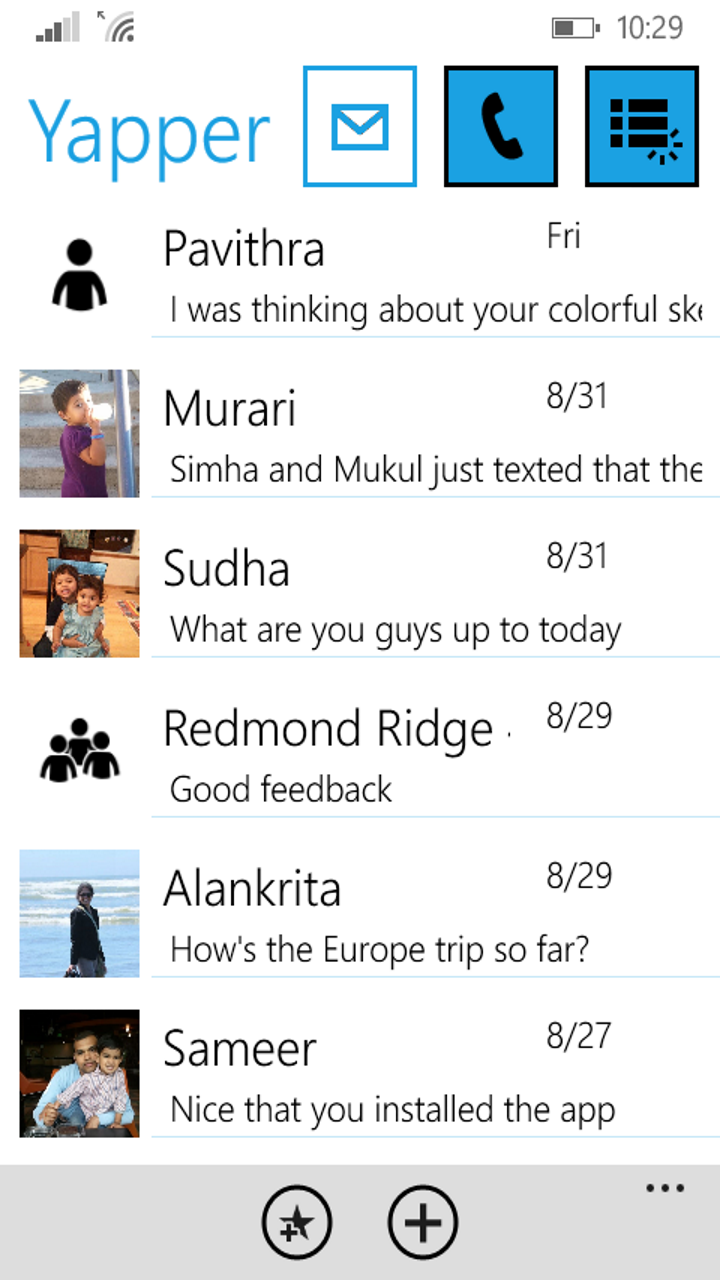 10:29
Yapper
Pavithra Fri
I was thinking about your colorful
Murari 8/31
Simha and Mukul just texted that the
Sudha 8/31
What are you guys up to today
Redmond Ridge 8/29
Good feedback
Alankrita 8/29
How's the Europe trip so far?
Sameer 8/27
Nice that you installed the app